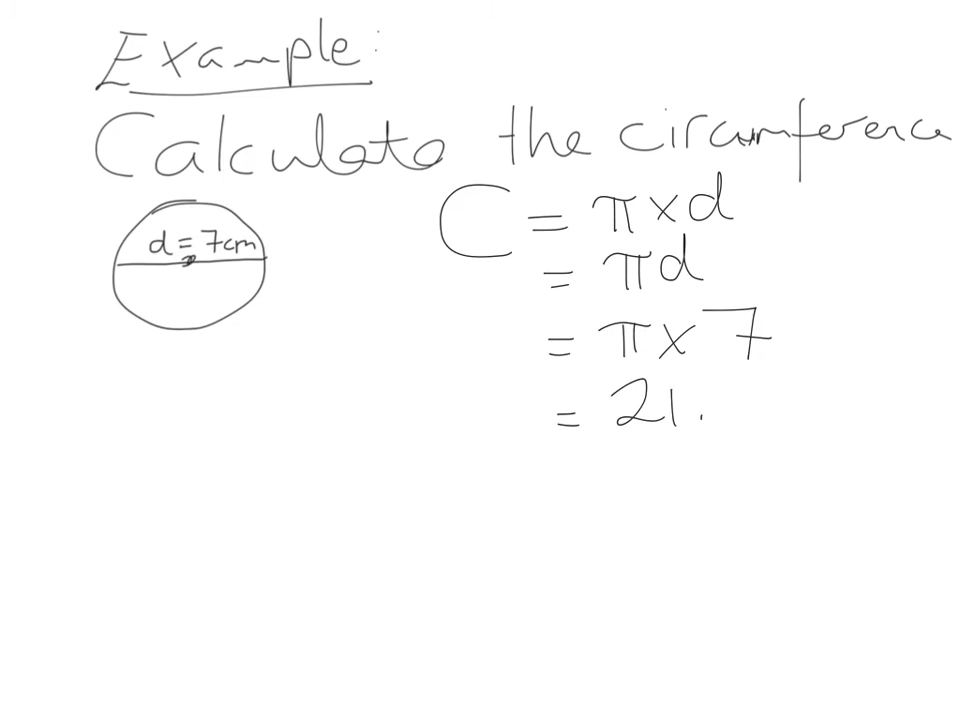 Example:
Calculate the circumference
d = 7cm
C = π x d
= πd
= π x 7
= 21.